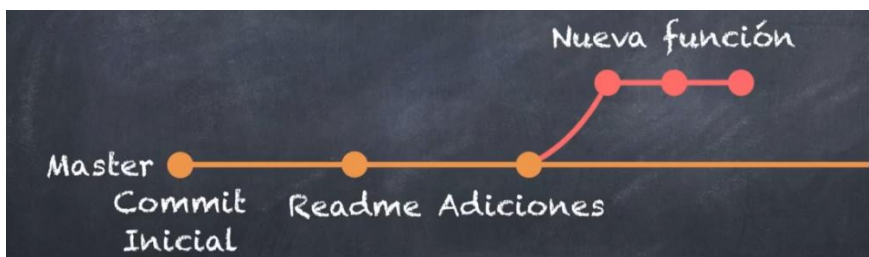 Nueva función
Master
Commit
Inicial
Readme
Adiciones